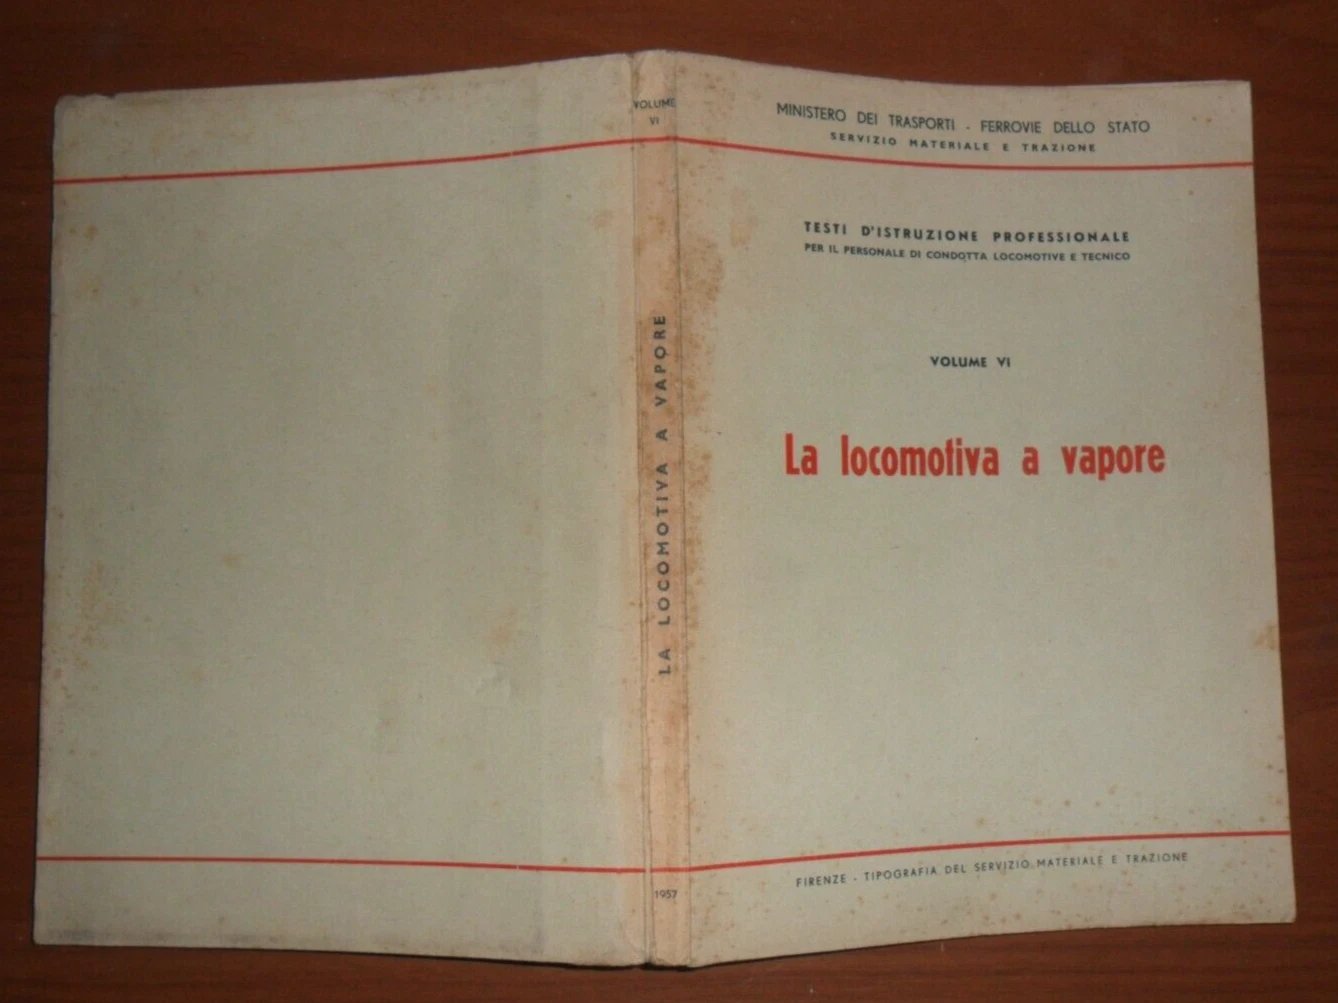 VOLUME
VI
LA LOCOMOTIVA A VAPORE
1957
MINISTERO DEI TRASPORTI - FERROVIE DELLO STATO
SERVIZIO MATERIALE E TRAZIONE
TESTI D'ISTRUZIONE PROFESSIONALE
PER IL PERSONALE DI CONDOTTA LOCOMOTIVE E TECNICO
VOLUME VI
La locomotiva a vapore
FIRENZE - TIPOGRAFIA DEL SERVIZIO MATERIALE E TRAZIONE